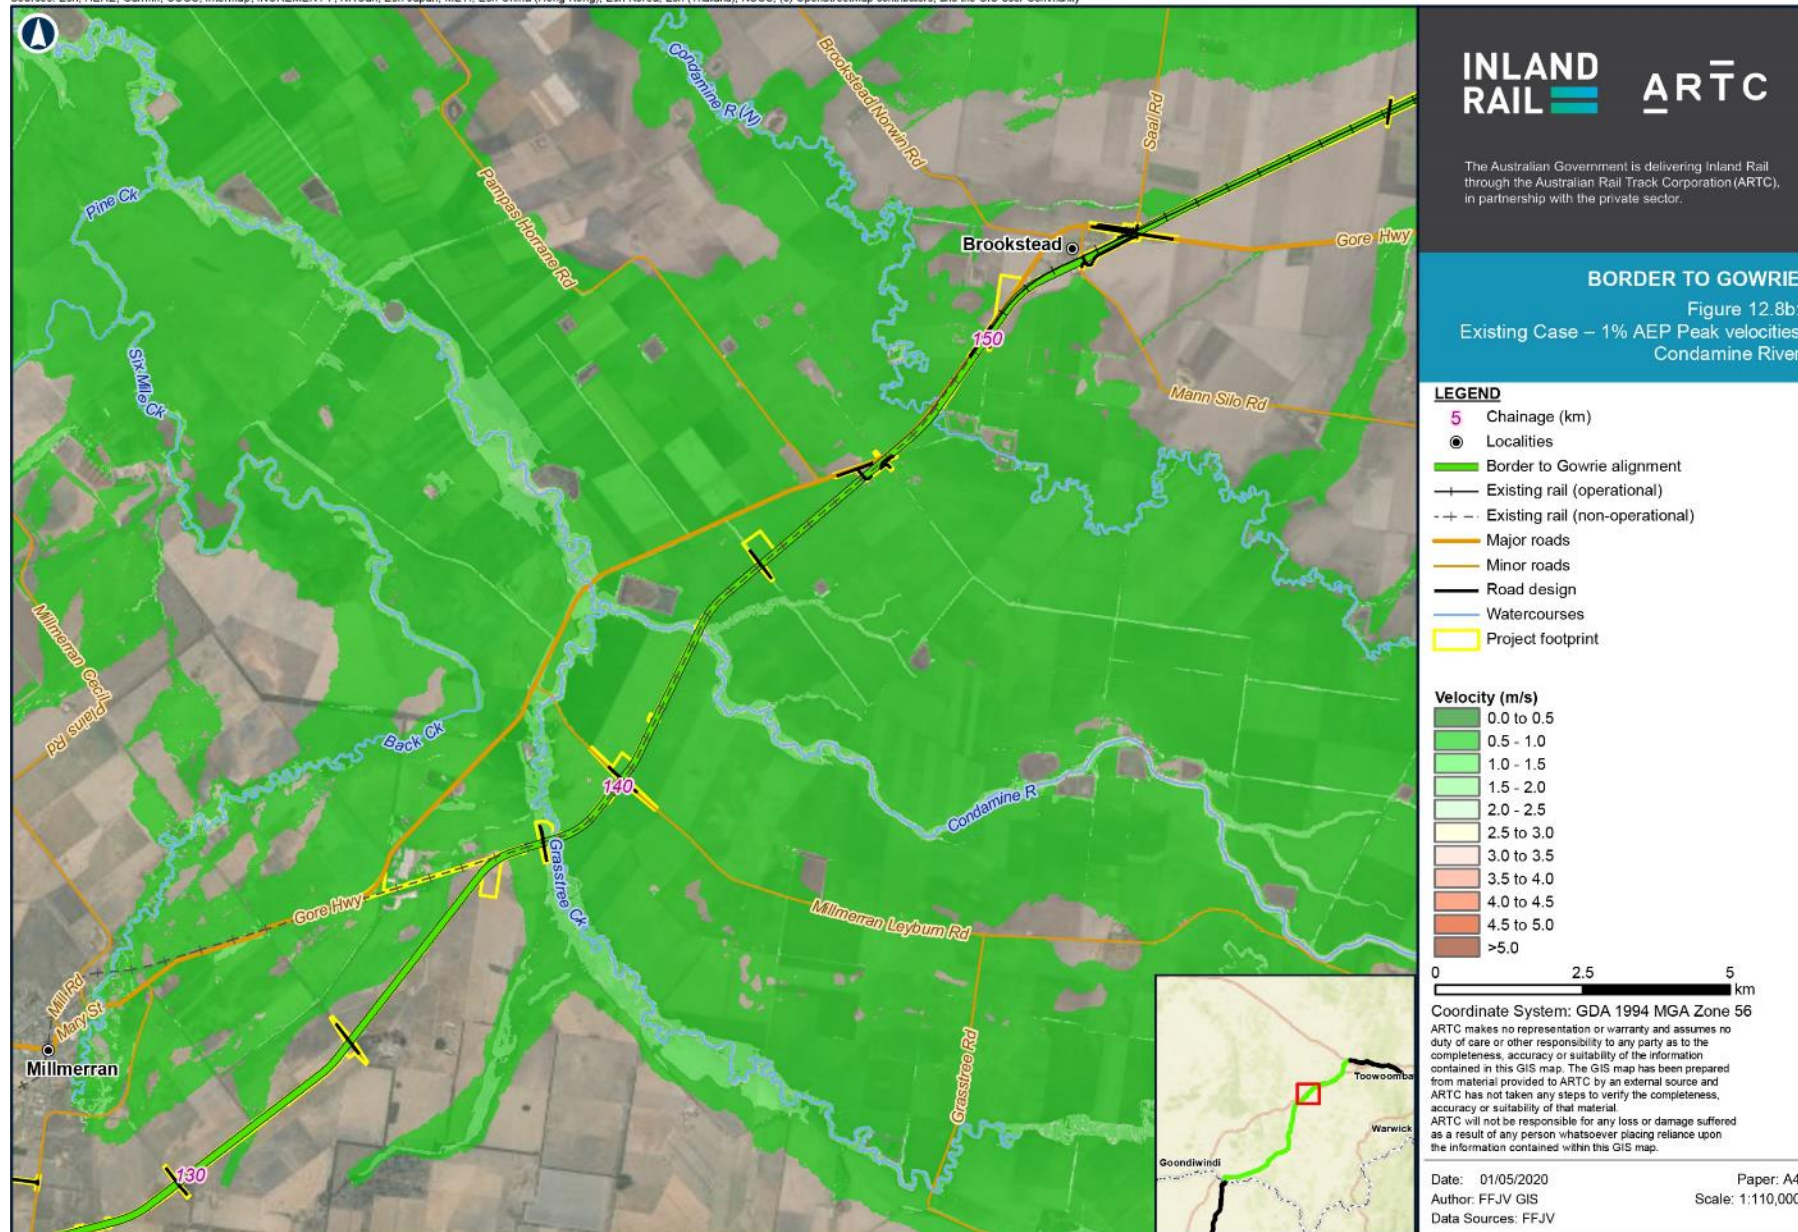 Condamine R (N)
Brookstead Norwin Rd
Saal Rd
Pampas Horrane Rd
Pine Ck
Brookstead
Gore Hwy
150
Six Mile Ck
Mann Silo Rd
Millmerran Cecil Plains Rd
Back Ck
140
Condamine R
Grasstree Ck
Gore Hwy
Millmerran Leyburn Rd
Mill Rd
Mary St
Millmerran
Grasstree Rd
130
Toowoomba
Warwick
Goondiwindi
INLAND
RAIL
ARTC
The Australian Government is delivering Inland Rail
through the Australian Rail Track Corporation (ARTC),
in partnership with the private sector.
BORDER TO GOWRIE
Figure 12.8b:
Existing Case – 1% AEP Peak velocities
Condamine River
LEGEND
5 Chainage (km)
Localities
Border to Gowrie alignment
Existing rail (operational)
Existing rail (non-operational)
Major roads
Minor roads
Road design
Watercourses
Project footprint
Velocity (m/s)
0.0 to 0.5
0.5 - 1.0
1.0 - 1.5
1.5 - 2.0
2.0 - 2.5
2.5 to 3.0
3.0 to 3.5
3.5 to 4.0
4.0 to 4.5
4.5 to 5.0
>5.0
0 2.5 5
km
Coordinate System: GDA 1994 MGA Zone 56
ARTC makes no representation or warranty and assumes no
duty of care or other responsibility to any party as to the
completeness, accuracy or suitability of the information
contained in this GIS map. The GIS map has been prepared
from material provided to ARTC by an external source and
ARTC has not taken any steps to verify the completeness,
accuracy or suitability of that material.
ARTC will not be responsible for any loss or damage suffered
as a result of any person whatsoever placing reliance upon
the information contained within this GIS map.
Date: 01/05/2020 Paper: A4
Author: FFJV GIS Scale: 1:110,000
Data Sources: FFJV